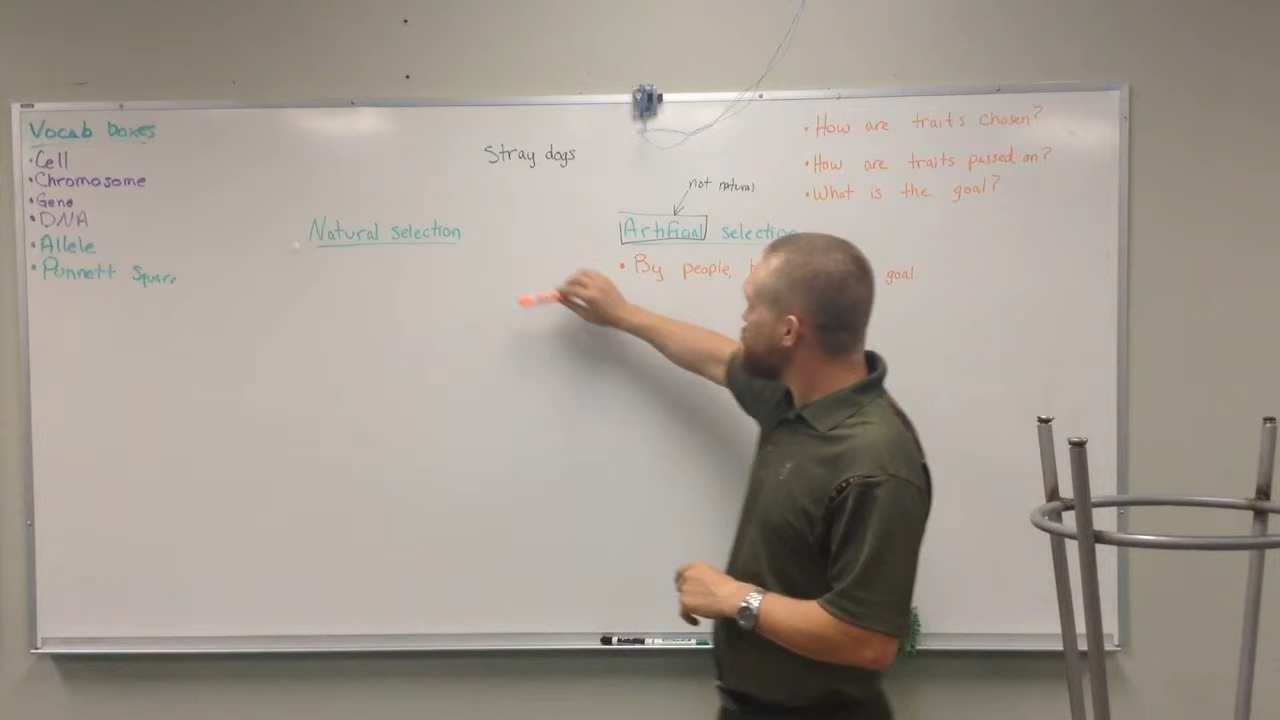 Vocab boxes
• Cell
• Chromosome
• Gene
• DNA
• Allele
• Punnett Square
Stray dogs
Natural selection
not natural
Artificial selection
• By people, goal
• How are traits chosen?
• How are traits passed on?
• What is the goal?